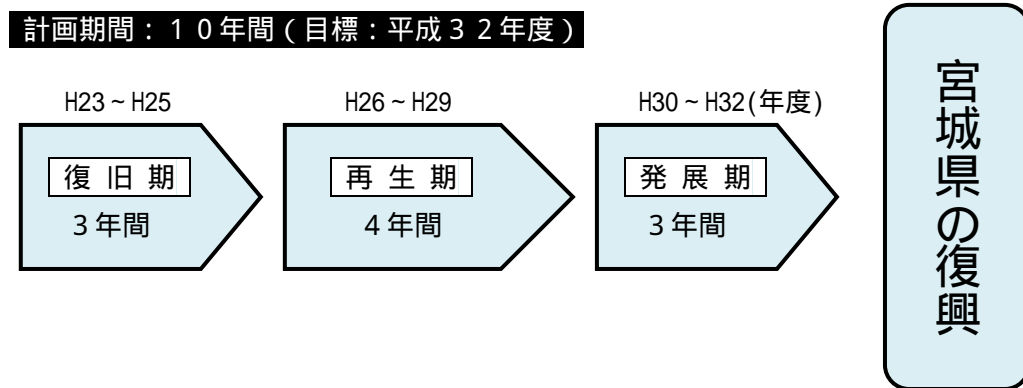 計画期間：１０年間（目標：平成３２年度）
H23～H25
復旧期
3年間
H26～H29
再生期
4年間
H30～H32(年度)
発展期
3年間
宮城県の復興